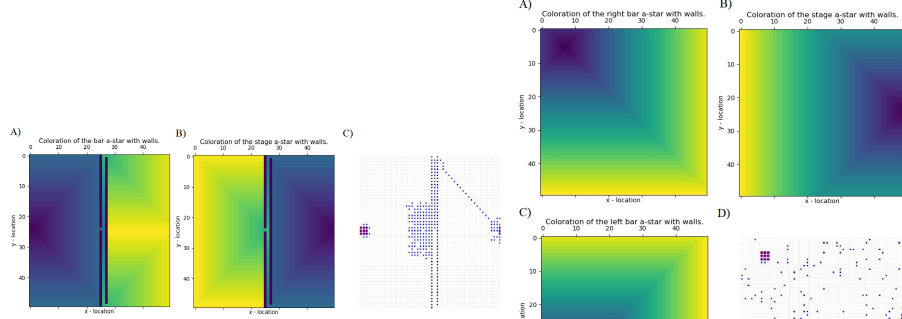 A)
Coloration of the right bar a-star with walls.
0 10 20 30 40
0
10
20
30
40
y - location
x - location
B)
Coloration of the stage a-star with walls.
0 10 20 30 40
0
10
20
30
40
y - location
x - location
A)
Coloration of the bar a-star with walls.
0 10 20 30 40
0
10
20
30
40
y - location
x - location
B)
Coloration of the stage a-star with walls.
0 10 20 30 40
0
10
20
30
40
y - location
x - location
C)
C)
Coloration of the left bar a-star with walls.
0 10 20 30 40
0
10
20
cation
D)